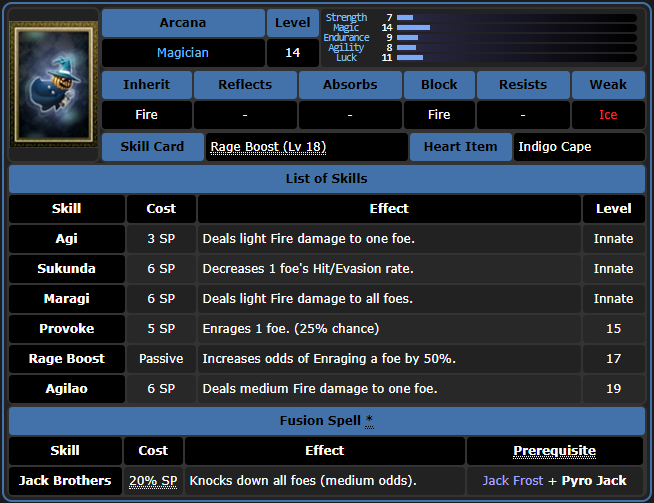 Arcana Level
Magician 14
Strength 7
Magic 14
Endurance 9
Agility 8
Luck 11
Inherit Reflects Absorbs Block Resists Weak
Fire - - Fire - Ice
Skill Card Rage Boost (Lv 18) Heart Item Indigo Cape
List of Skills
Skill Cost Effect Level
Agi 3 SP Deals light Fire damage to one foe. Innate
Sukunda 6 SP Decreases 1 foe's Hit/Evasion rate. Innate
Maragi 6 SP Deals light Fire damage to all foes. Innate
Provoke 5 SP Enrages 1 foe. (25% chance) 15
Rage Boost Passive Increases odds of Enraging a foe by 50%. 17
Agilao 6 SP Deals medium Fire damage to one foe. 19
Fusion Spell *
Skill Cost Effect Prerequisite
Jack Brothers 20% SP Knocks down all foes (medium odds). Jack Frost + Pyro Jack